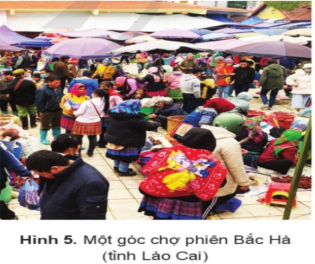 Hình 5. Một góc chợ phiên Bắc Hà
(tỉnh Lào Cai)